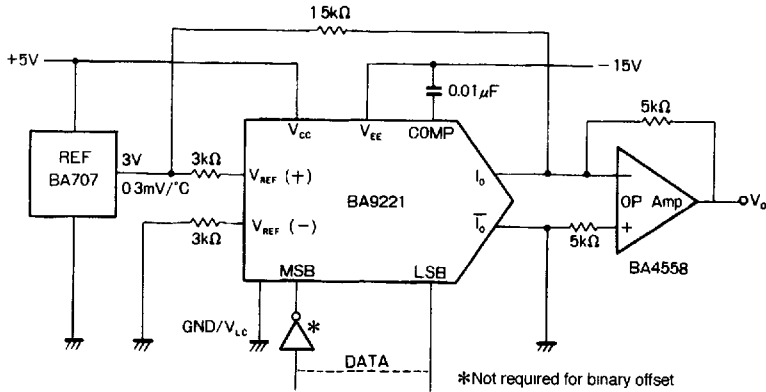 15kΩ
+5V
−15V
0.01μF
5kΩ
REF
BA707
3V
0.3mV/°C
3kΩ
VCC
VEE
COMP
VREF (+)
IO
BA9221
VREF (−)
3kΩ
IO
−
OP Amp
+
VO
5kΩ
BA4558
MSB
LSB
GND/VLC
*
DATA
*Not required for binary offset